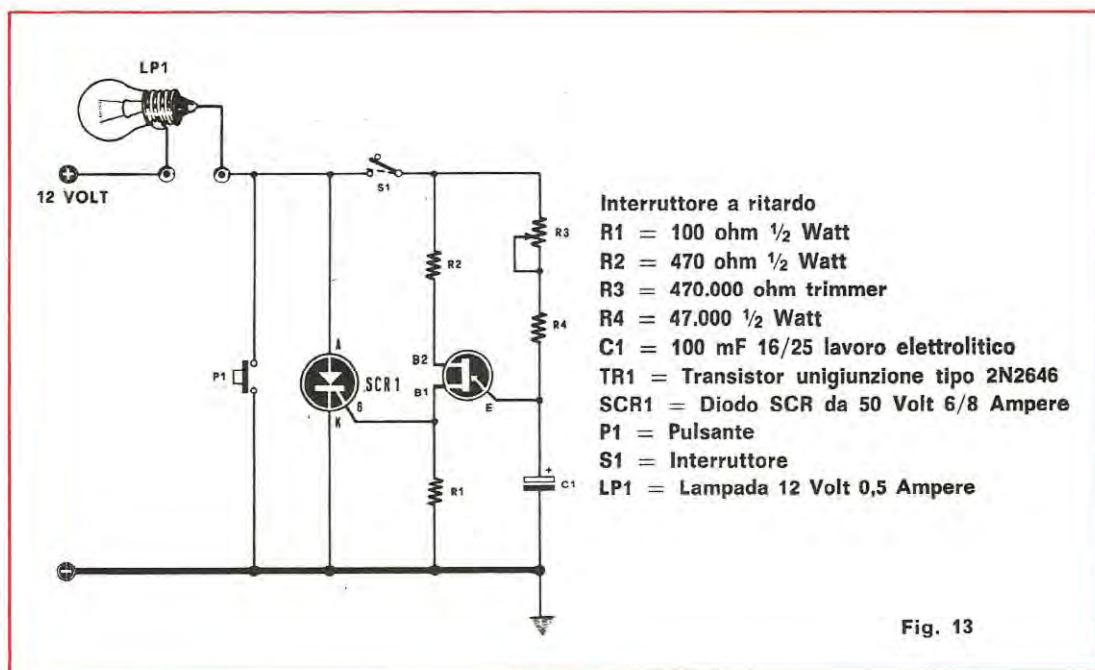 LP1
12 VOLT
S1
R3
R2
R4
A
B2
P1
SCR1
B1
G
E
K
R1
+
C1
Interruttore a ritardo
R1 = 100 ohm ½ Watt
R2 = 470 ohm ½ Watt
R3 = 470.000 ohm trimmer
R4 = 47.000 ½ Watt
C1 = 100 mF 16/25 lavoro elettrolitico
TR1 = Transistor unigiunzione tipo 2N2646
SCR1 = Diodo SCR da 50 Volt 6/8 Ampere
P1 = Pulsante
S1 = Interruttore
LP1 = Lampada 12 Volt 0,5 Ampere
Fig. 13